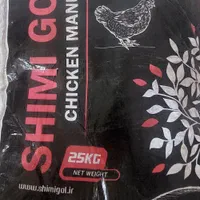 SHIMI GO
CHICKEN MAN
25KG
NET WEIGHT
www.shimigol.ir